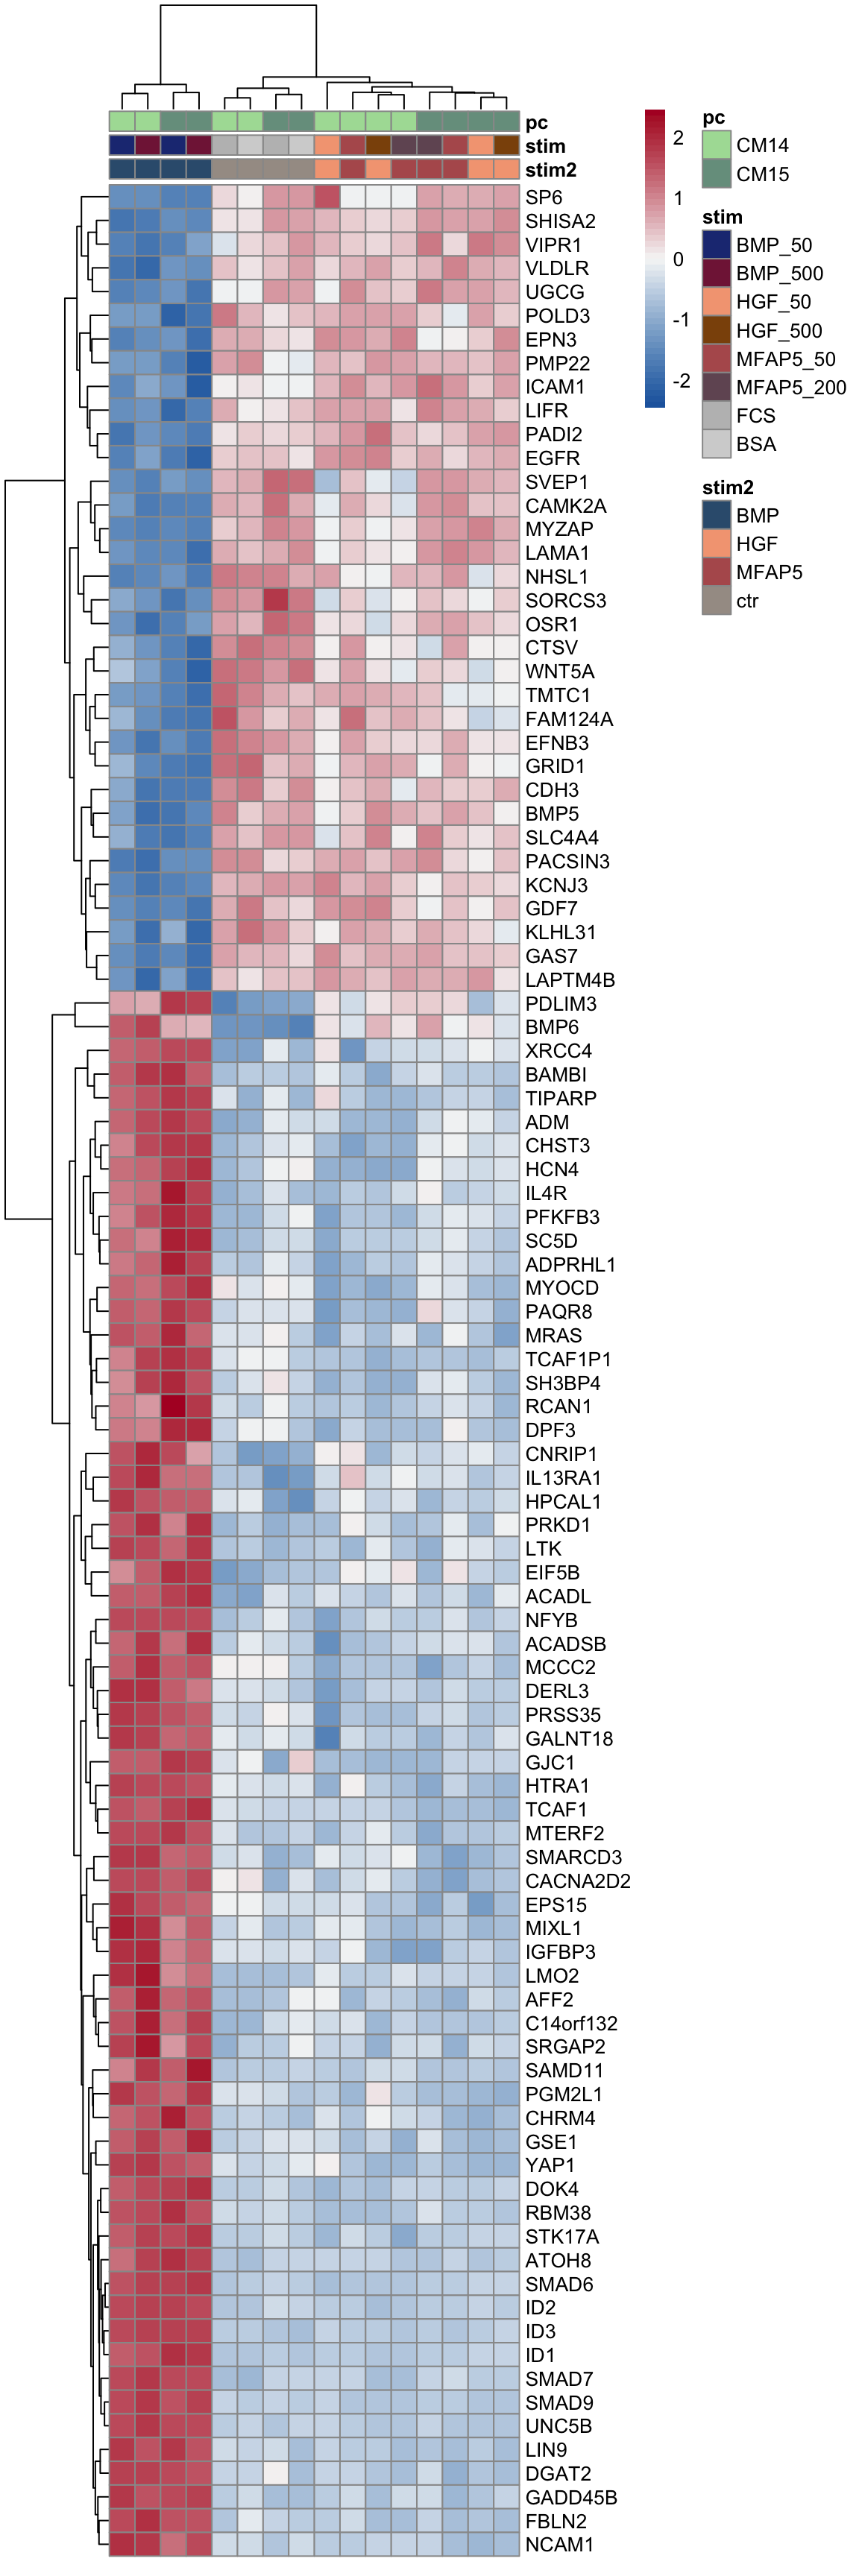 pc
stim
stim2
2
1
0
-1
-2
pc
CM14
CM15
stim
BMP_50
BMP_500
HGF_50
HGF_500
MFAP5_50
MFAP5_200
FCS
BSA
stim2
BMP
HGF
MFAP5
ctr
SP6
SHISA2
VIPR1
VLDLR
UGCG
POLD3
EPN3
PMP22
ICAM1
LIFR
PADI2
EGFR
SVEP1
CAMK2A
MYZAP
LAMA1
NHSL1
SORCS3
OSR1
CTSV
WNT5A
TMTC1
FAM124A
EFNB3
GRID1
CDH3
BMP5
SLC4A4
PACSIN3
KCNJ3
GDF7
KLHL31
GAS7
LAPTM4B
PDLIM3
BMP6
XRCC4
BAMBI
TIPARP
ADM
CHST3
HCN4
IL4R
PFKFB3
SC5D
ADPRHL1
MYOCD
PAQR8
MRAS
TCAF1P1
SH3BP4
RCAN1
DPF3
CNRIP1
IL13RA1
HPCAL1
PRKD1
LTK
EIF5B
ACADL
NFYB
ACADSB
MCCC2
DERL3
PRSS35
GALNT18
GJC1
HTRA1
TCAF1
MTERF2
SMARCD3
CACNA2D2
EPS15
MIXL1
IGFBP3
LMO2
AFF2
C14orf132
SRGAP2
SAMD11
PGM2L1
CHRM4
GSE1
YAP1
DOK4
RBM38
STK17A
ATOH8
SMAD6
ID2
ID3
ID1
SMAD7
SMAD9
UNC5B
LIN9
DGAT2
GADD45B
FBLN2
NCAM1